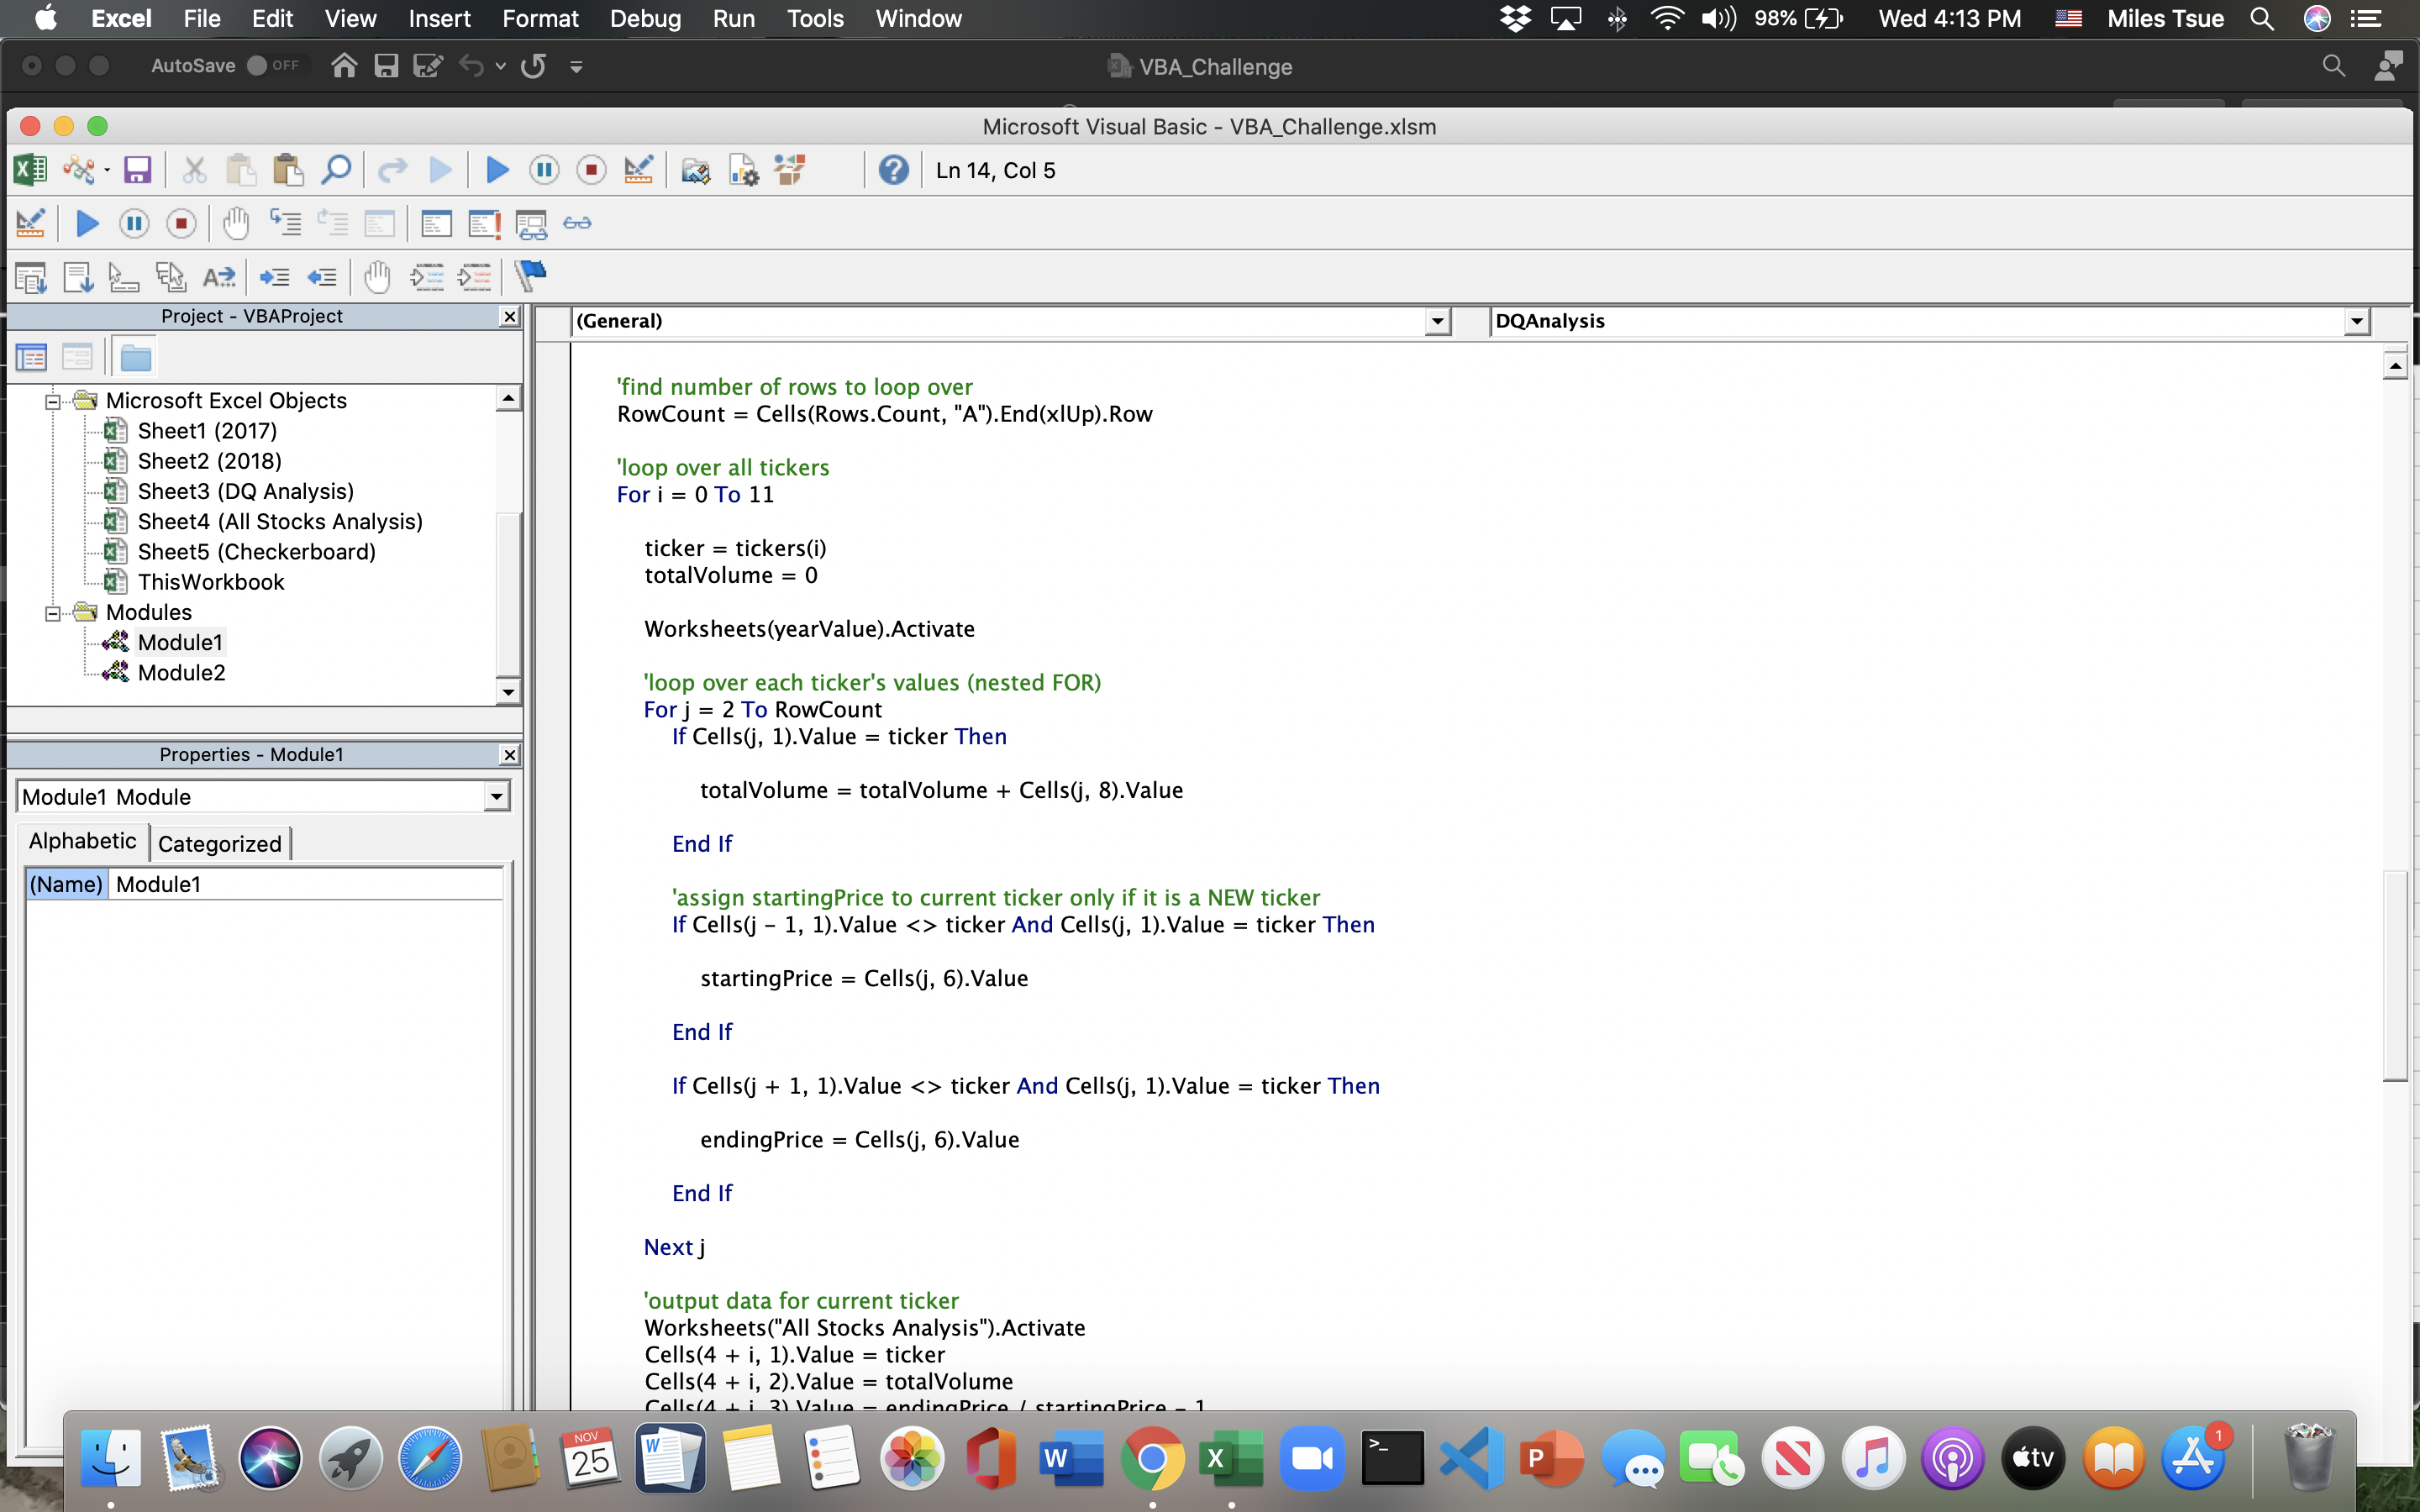 Excel File Edit View Insert Format Debug Run Tools Window 98% Wed 4:13 PM Miles Tsue
AutoSave OFF VBA_Challenge
Microsoft Visual Basic - VBA_Challenge.xlsm
Ln 14, Col 5
Project - VBAProject
Microsoft Excel Objects
Sheet1 (2017)
Sheet2 (2018)
Sheet3 (DQ Analysis)
Sheet4 (All Stocks Analysis)
Sheet5 (Checkerboard)
ThisWorkbook
Modules
Module1
Module2
Properties - Module1
Module1 Module
Alphabetic Categorized
(Name) Module1
(General) DQAnalysis
'find number of rows to loop over
RowCount = Cells(Rows.Count, "A").End(xlUp).Row
'loop over all tickers
For i = 0 To 11
ticker = tickers(i)
totalVolume = 0
Worksheets(yearValue).Activate
'loop over each ticker's values (nested FOR)
For j = 2 To RowCount
If Cells(j, 1).Value = ticker Then
totalVolume = totalVolume + Cells(j, 8).Value
End If
'assign startingPrice to current ticker only if it is a NEW ticker
If Cells(j - 1, 1).Value <> ticker And Cells(j, 1).Value = ticker Then
startingPrice = Cells(j, 6).Value
End If
If Cells(j + 1, 1).Value <> ticker And Cells(j, 1).Value = ticker Then
endingPrice = Cells(j, 6).Value
End If
Next j
'output data for current ticker
Worksheets("All Stocks Analysis").Activate
Cells(4 + i, 1).Value = ticker
Cells(4 + i, 2).Value = totalVolume
Cells(4 + i, 3).Value = endingPrice / startingPrice - 1
NOV
25
W
W
X
>_
P
tv
1